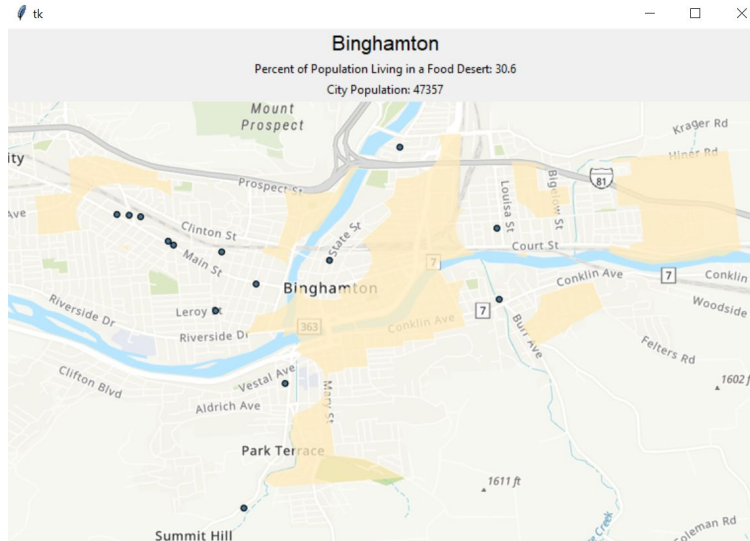 tk
Binghamton
Percent of Population Living in a Food Desert: 30.6
City Population: 47357
Mount
Prospect
Krager Rd
Hiner Rd
ity
Prospect St
81
Ave
Louisa St
Bigelow St
Clinton St
State St
Court St
Main St
7
Binghamton
Conklin Ave
7
Conklin
Riverside Dr
Leroy St
7
Woodside
363
Conklin Ave
Riverside Dr
Burr Ave
Felters Rd
Clifton Blvd
Vestal Ave
Mary St
1602 f
Aldrich Ave
Park Terrace
1611 ft
Summit Hill
e Creek
Coleman Rd